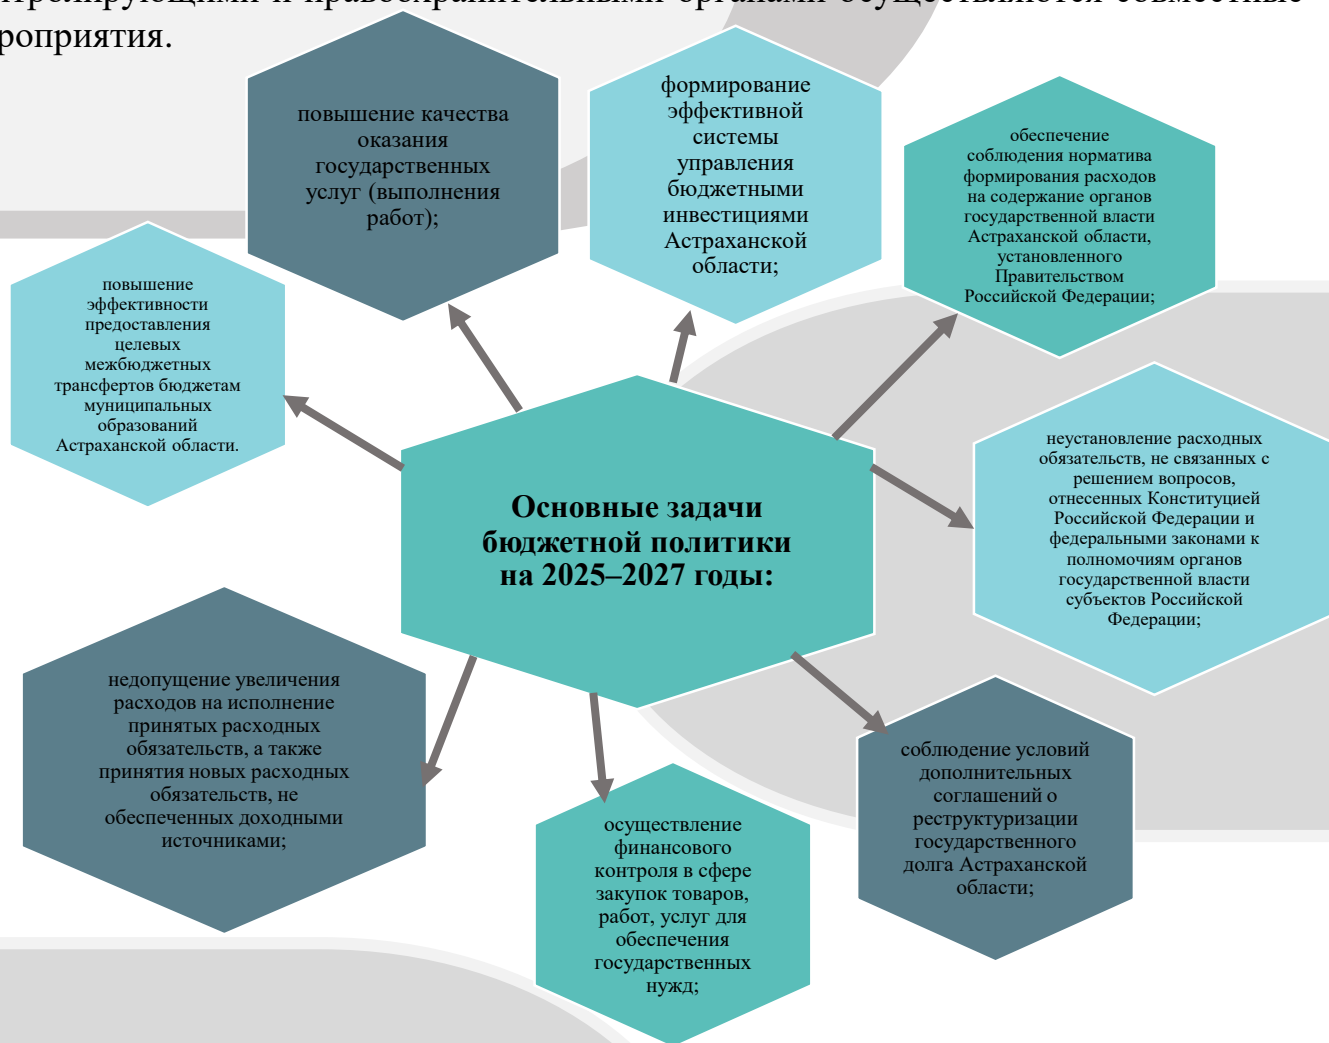 и правоохранительными органами осуществляются совместные
повышение качества
оказания
государственных
услуг (выполнения
работ);
формирование
эффективной
системы
управления
бюджетными
инвестициями
Астраханской
области;
обеспечение
соблюдения норматива
формирования расходов
на содержание органов
государственной власти
Астраханской области,
установленного
Правительством
Российской Федерации;
повышение
эффективности
предоставления
целевых
межбюджетных
трансфертов бюджетам
муниципальных
образований
Астраханской области.
Основные задачи
бюджетной политики
на 2025–2027 годы:
неустановление расходных
обязательств, не связанных с
решением вопросов,
отнесенных Конституцией
Российской Федерации и
федеральными законами к
полномочиям органов
государственной власти
субъектов Российской
Федерации;
недопущение увеличения
расходов на исполнение
принятых расходных
обязательств, а также
принятия новых расходных
обязательств, не
обеспеченных доходными
источниками;
осуществление
финансового
контроля в сфере
закупок товаров,
работ, услуг для
обеспечения
государственных
нужд;
соблюдение условий
дополнительных
соглашений о
реструктуризации
государственного
долга Астраханской
области;